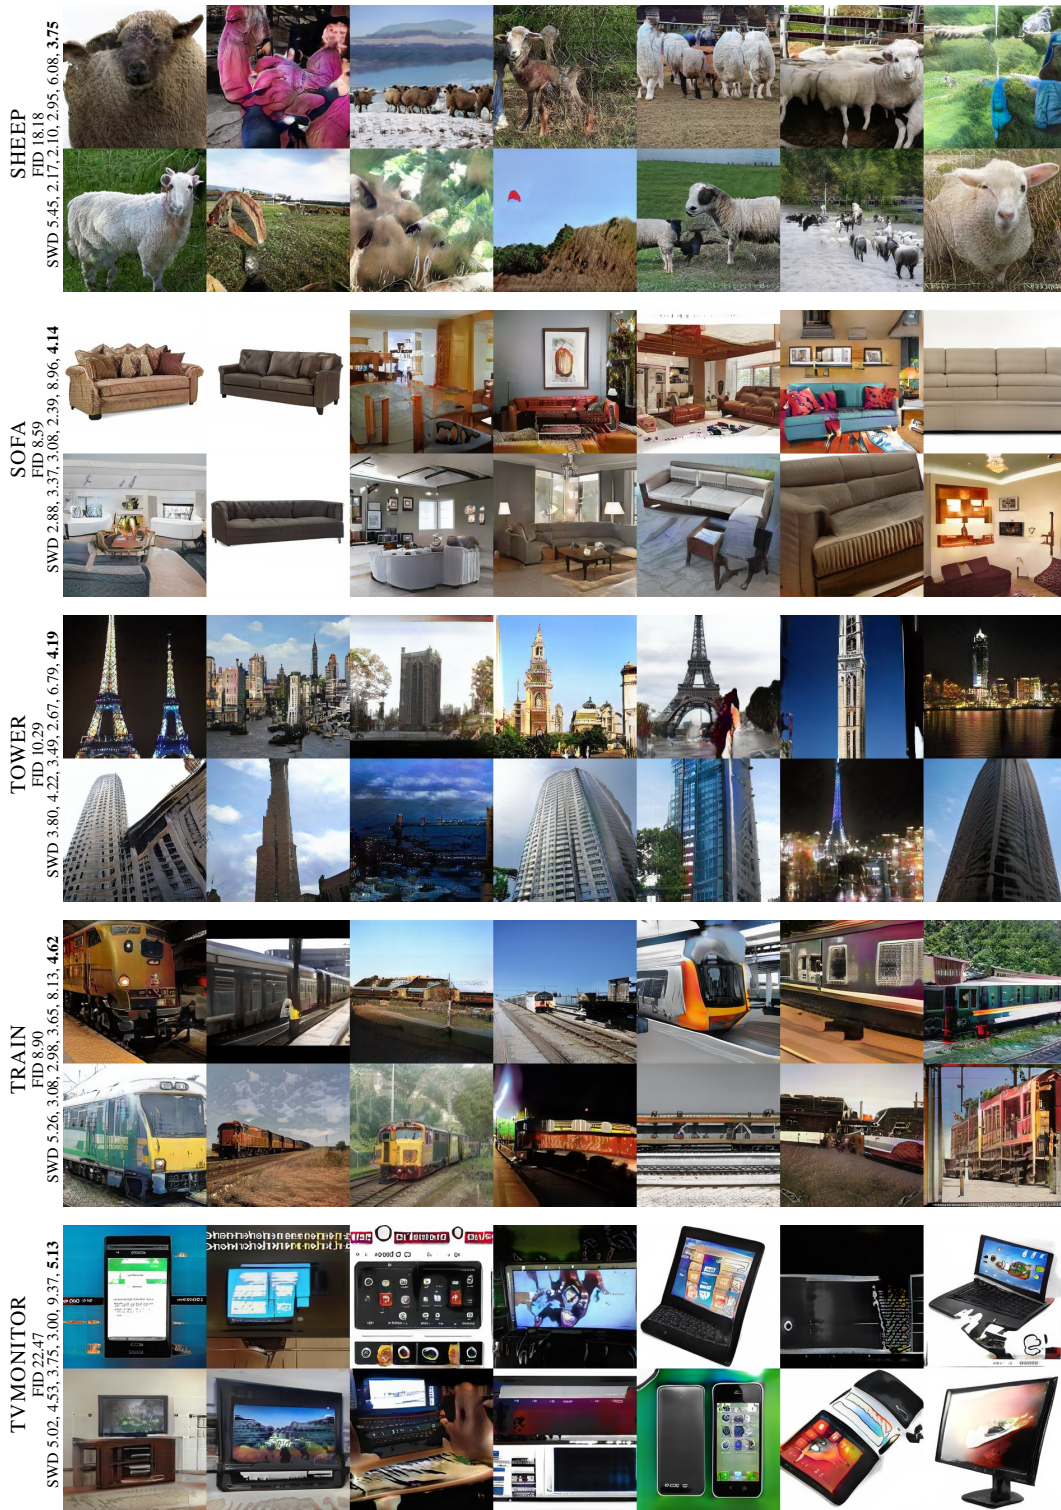 SHEEP
FID 18.18
SWD 5.45, 2.17, 2.10, 2.95, 6.08, 3.75
SOFA
FID 8.59
SWD 2.88, 3.37, 3.08, 2.39, 8.96, 4.14
TOWER
FID 10.29
SWD 3.80, 4.22, 3.49, 2.67, 6.79, 4.19
TRAIN
FID 8.90
SWD 5.26, 3.08, 2.98, 3.65, 8.13, 4.62
TVMONITOR
FID 22.47
SWD 5.02, 4.53, 3.75, 3.00, 9.37, 5.13